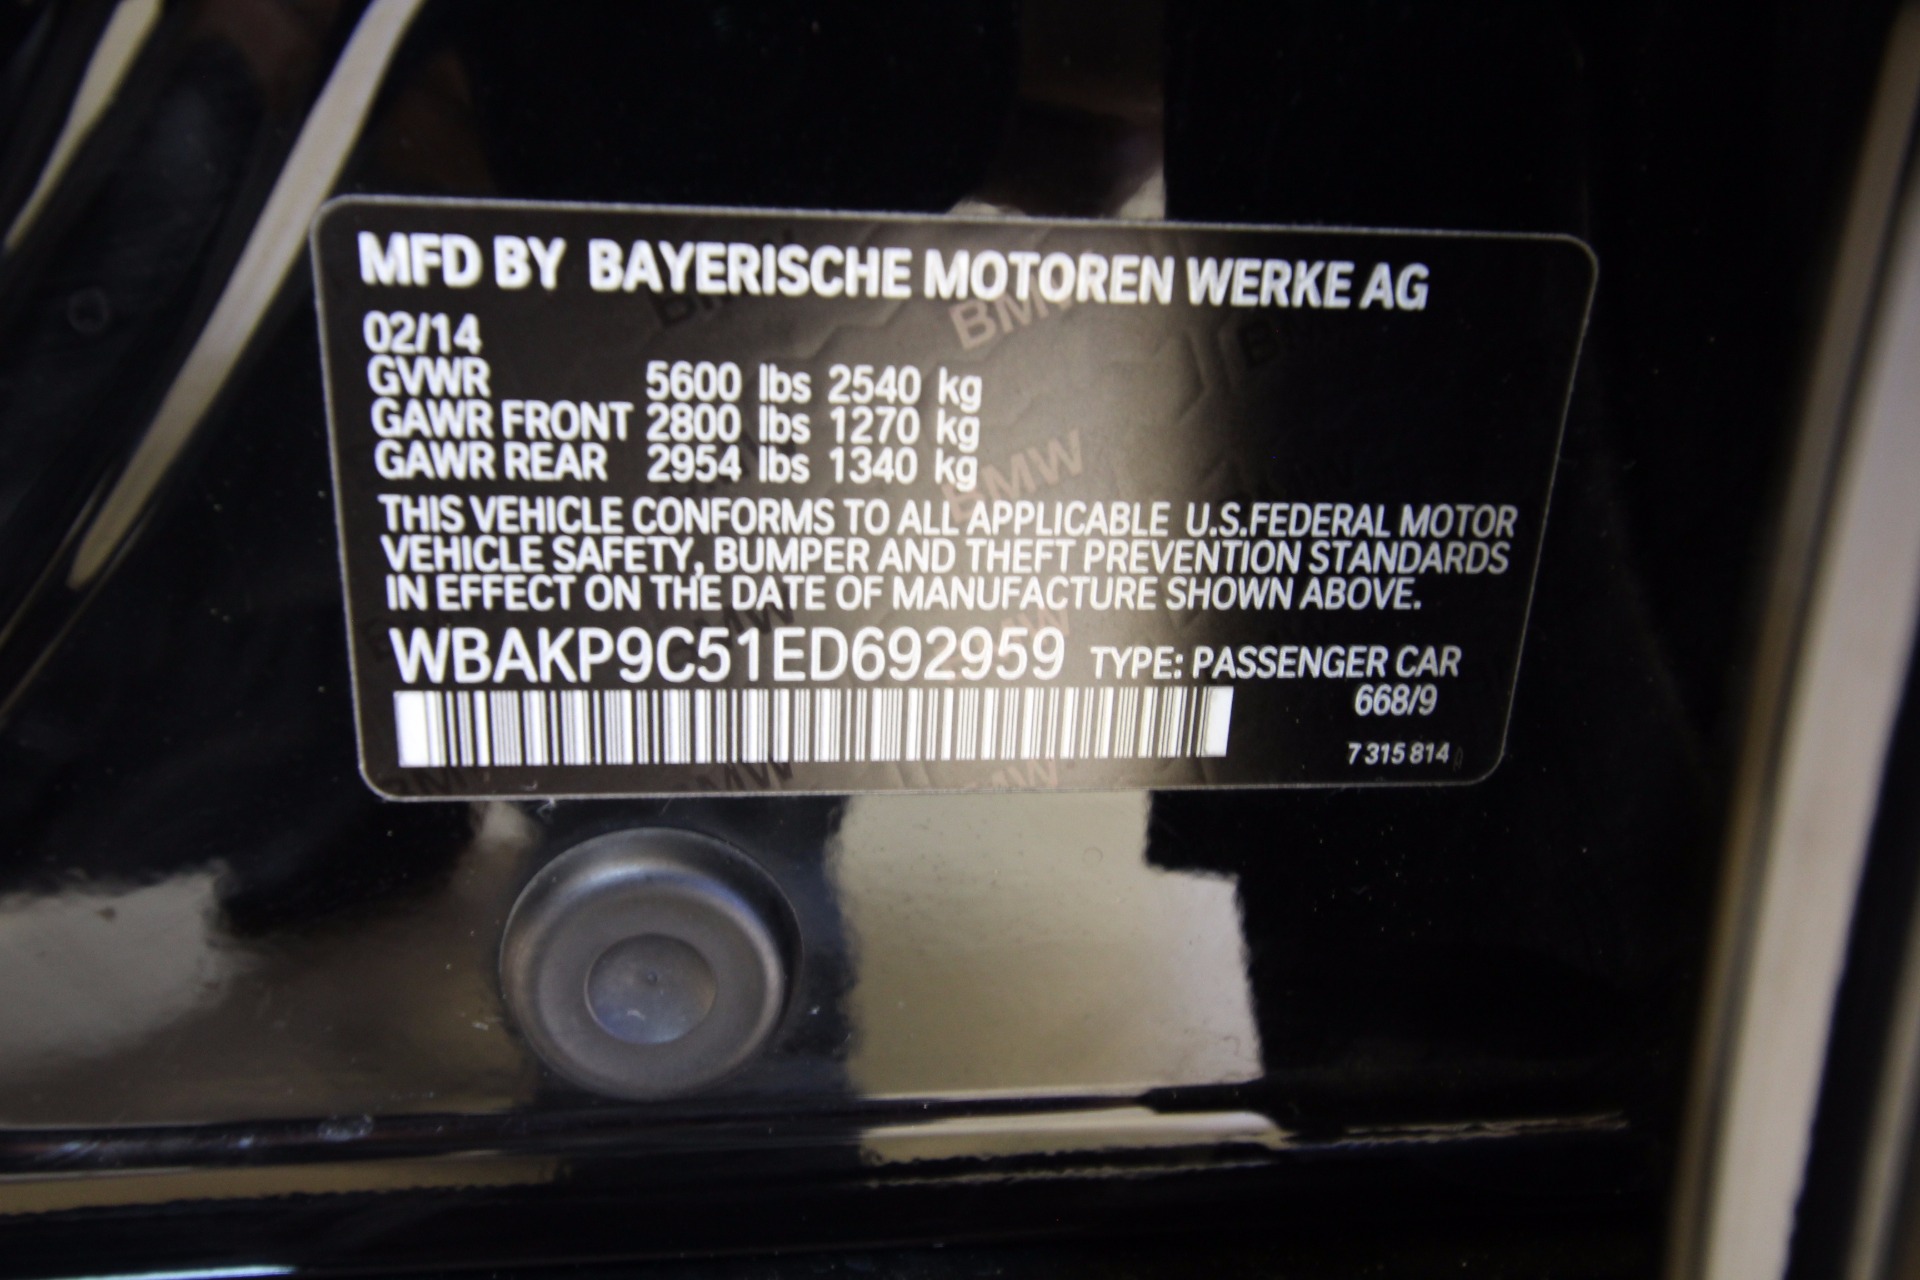 MFD BY BAYERISCHE MOTOREN WERKE AG
02/14
GVWR 5600 lbs 2540 kg
GAWR FRONT 2800 lbs 1270 kg
GAWR REAR 2954 lbs 1340 kg
THIS VEHICLE CONFORMS TO ALL APPLICABLE U.S.FEDERAL MOTOR
VEHICLE SAFETY, BUMPER AND THEFT PREVENTION STANDARDS
IN EFFECT ON THE DATE OF MANUFACTURE SHOWN ABOVE.
WBAKP9C51ED692959 TYPE: PASSENGER CAR
668/9
7 315 814
BMW
BMW